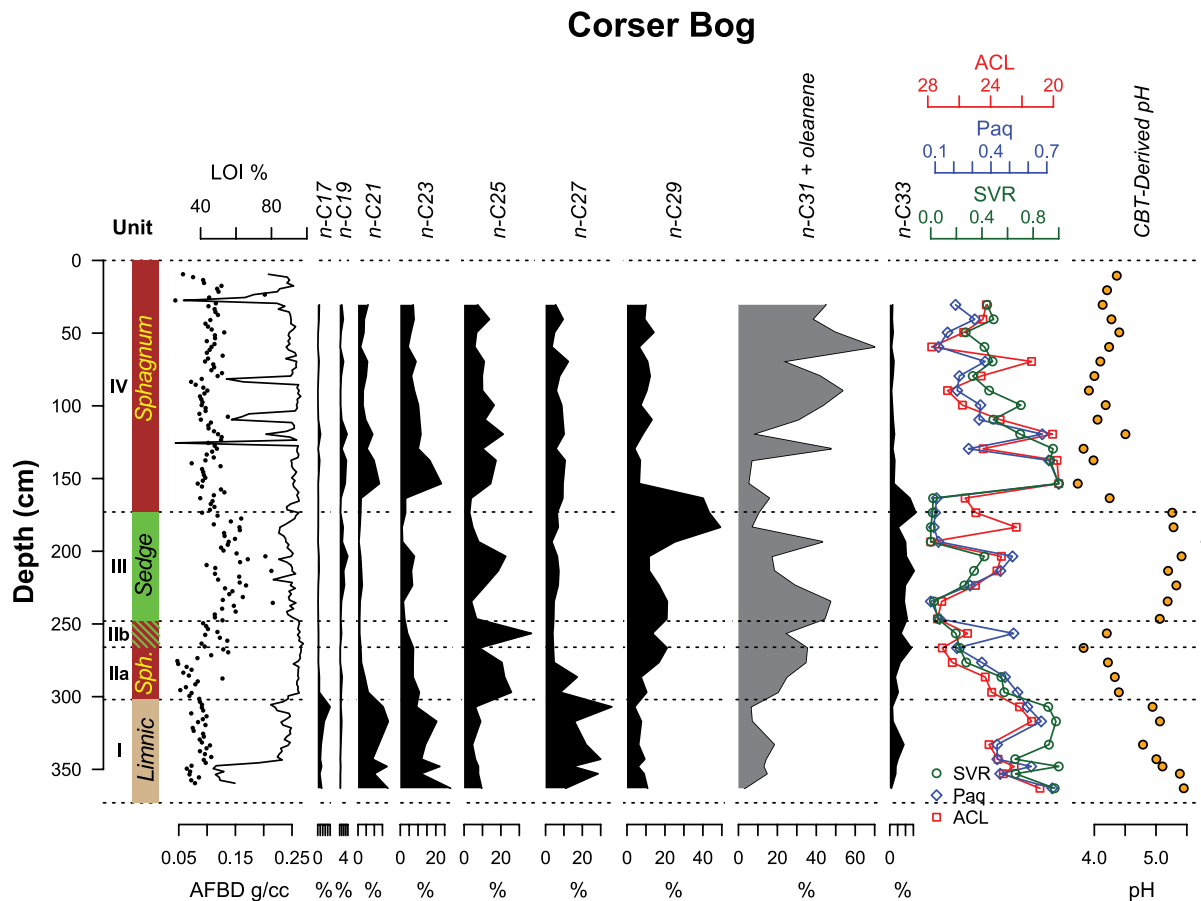 Corser Bog
ACL
28 24 20
Paq
0.1 0.4 0.7
SVR
0.0 0.4 0.8
LOI %
40 80
Unit
n-C17
n-C19
n-C21
n-C23
n-C25
n-C27
n-C29
n-C31 + oleanene
n-C33
CBT-Derived pH
Depth (cm)
0
50
100
150
200
250
300
350
IV
III
IIb
IIa
I
Sphagnum
Sedge
Sph.
Limnic
SVR
Paq
ACL
0.05 0.15 0.25
AFBD g/cc
0 4 0 4 0 0 20 0 20 0 20 0 20 40 0 20 40 60 0 4.0 5.0
% % % % % % % % % pH